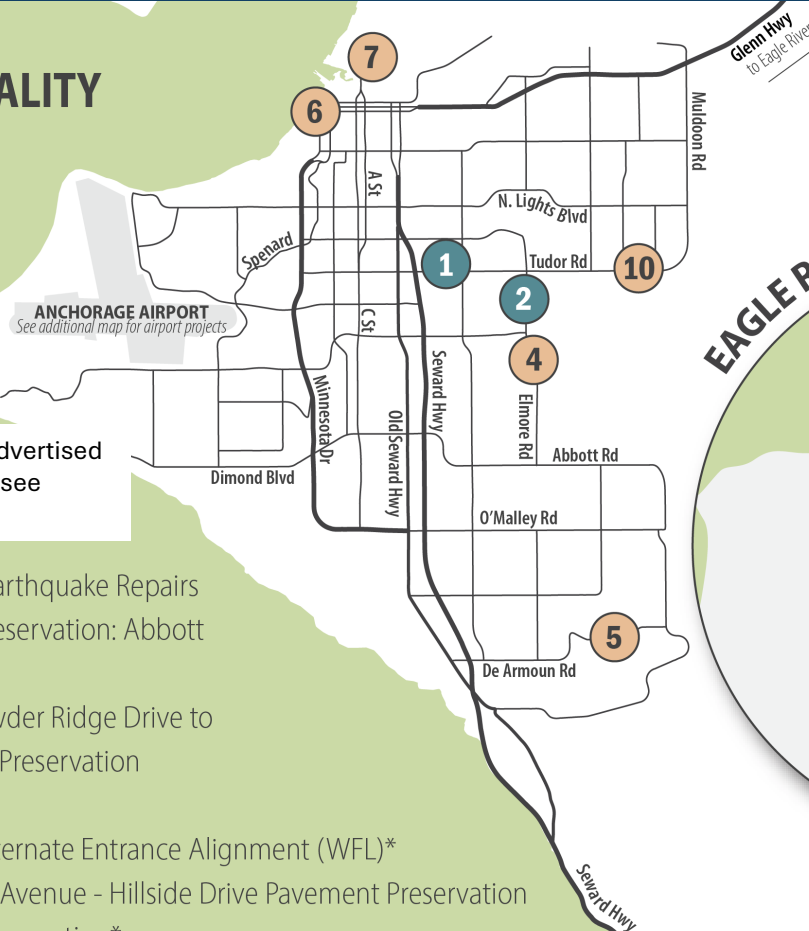 ALITY
7
6
Glenn Hwy
to Eagle River
Muldoon Rd
A St
N. Lights Blvd
Spenard
1
Tudor Rd
10
2
ANCHORAGE AIRPORT
See additional map for airport projects
C St
4
EAGLE R
Seward Hwy
Minnesota Dr
Elmore Rd
Old Seward Hwy
dvertised
see
Abbott Rd
Dimond Blvd
O'Malley Rd
arthquake Repairs
eservation: Abbott
5
De Armoun Rd
wder Ridge Drive to
Preservation
ternate Entrance Alignment (WFL)*
Avenue - Hillside Drive Pavement Preservation
Seward Hwy